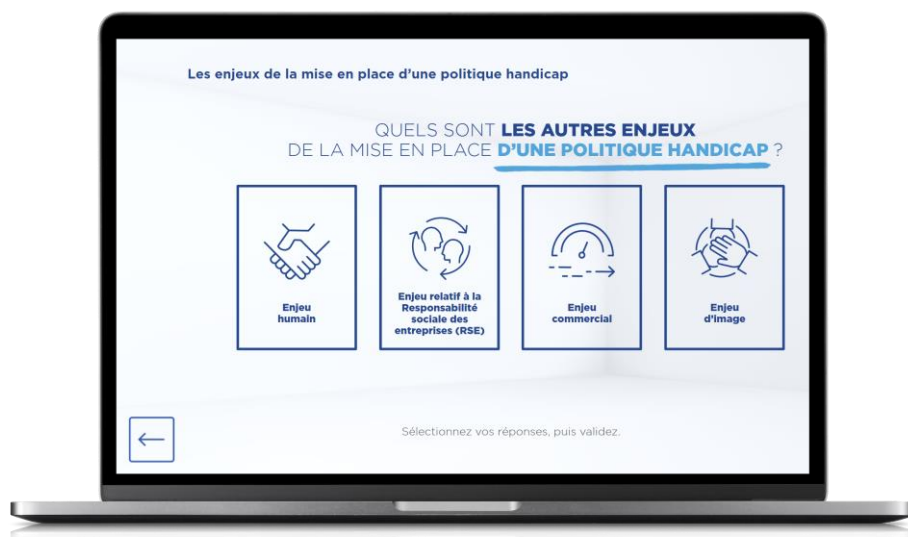 Les enjeux de la mise en place d'une politique handicap
QUELS SONT LES AUTRES ENJEUX
DE LA MISE EN PLACE D'UNE POLITIQUE HANDICAP ?
Enjeu
humain
Enjeu relatif à la
Responsabilité
sociale des
entreprises (RSE)
Enjeu
commercial
Enjeu
d'image
Sélectionnez vos réponses, puis validez.